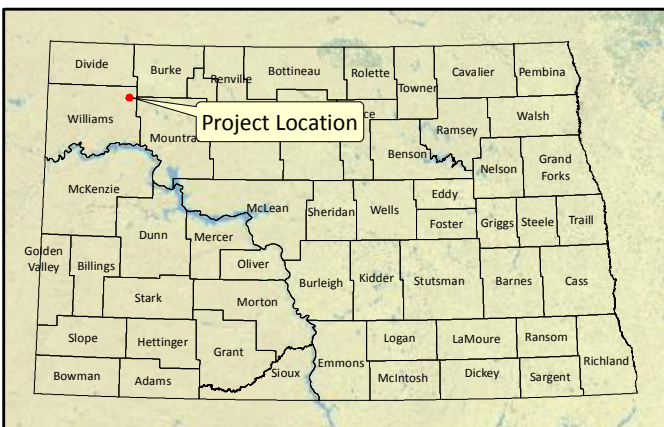 Divide
Burke
Renville
Bottineau
Rolette
Towner
Cavalier
Pembina
Williams
Project Location
Mountra
ce
Ramsey
Walsh
Benson
Nelson
Grand
Forks
McKenzie
McLean
Sheridan
Wells
Eddy
Foster
Griggs
Steele
Traill
Dunn
Mercer
Golden
Valley
Billings
Oliver
Burleigh
Kidder
Stutsman
Barnes
Cass
Stark
Morton
Slope
Hettinger
Grant
Sioux
Emmons
Logan
LaMoure
Ransom
Richland
Bowman
Adams
McIntosh
Dickey
Sargent